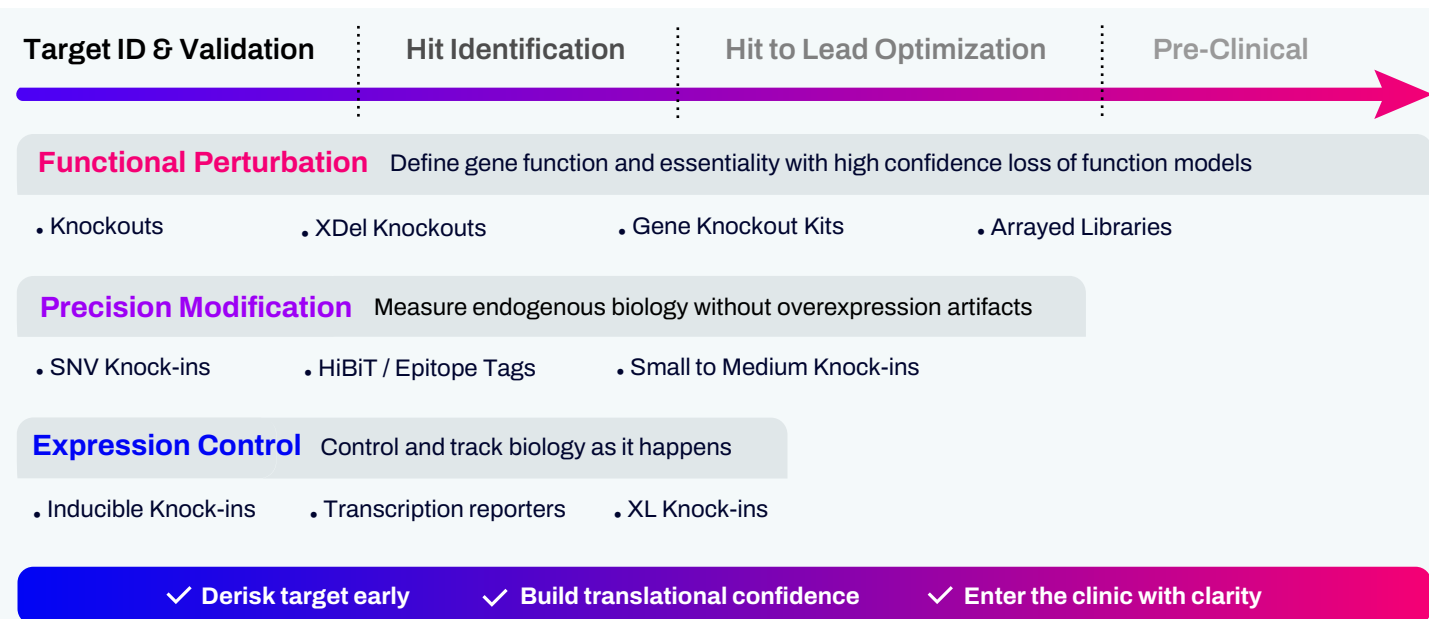 Target ID & Validation Hit Identification Hit to Lead Optimization Pre-Clinical
Functional Perturbation Define gene function and essentiality with high confidence loss of function models
• Knockouts • XDel Knockouts • Gene Knockout Kits • Arrayed Libraries
Precision Modification Measure endogenous biology without overexpression artifacts
• SNV Knock-ins • HiBiT / Epitope Tags • Small to Medium Knock-ins
Expression Control Control and track biology as it happens
• Inducible Knock-ins • Transcription reporters • XL Knock-ins
✓ Derisk target early ✓ Build translational confidence ✓ Enter the clinic with clarity